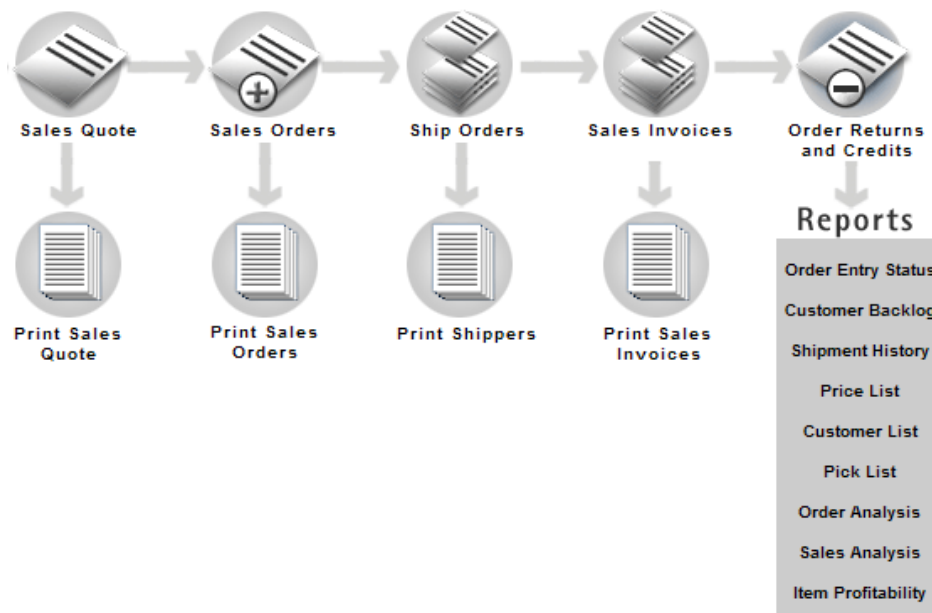 Sales Quote
Sales Orders
Ship Orders
Sales Invoices
Order Returns
and Credits
Print Sales
Quote
Print Sales
Orders
Print Shippers
Print Sales
Invoices
Reports
Order Entry Status
Customer Backlog
Shipment History
Price List
Customer List
Pick List
Order Analysis
Sales Analysis
Item Profitability